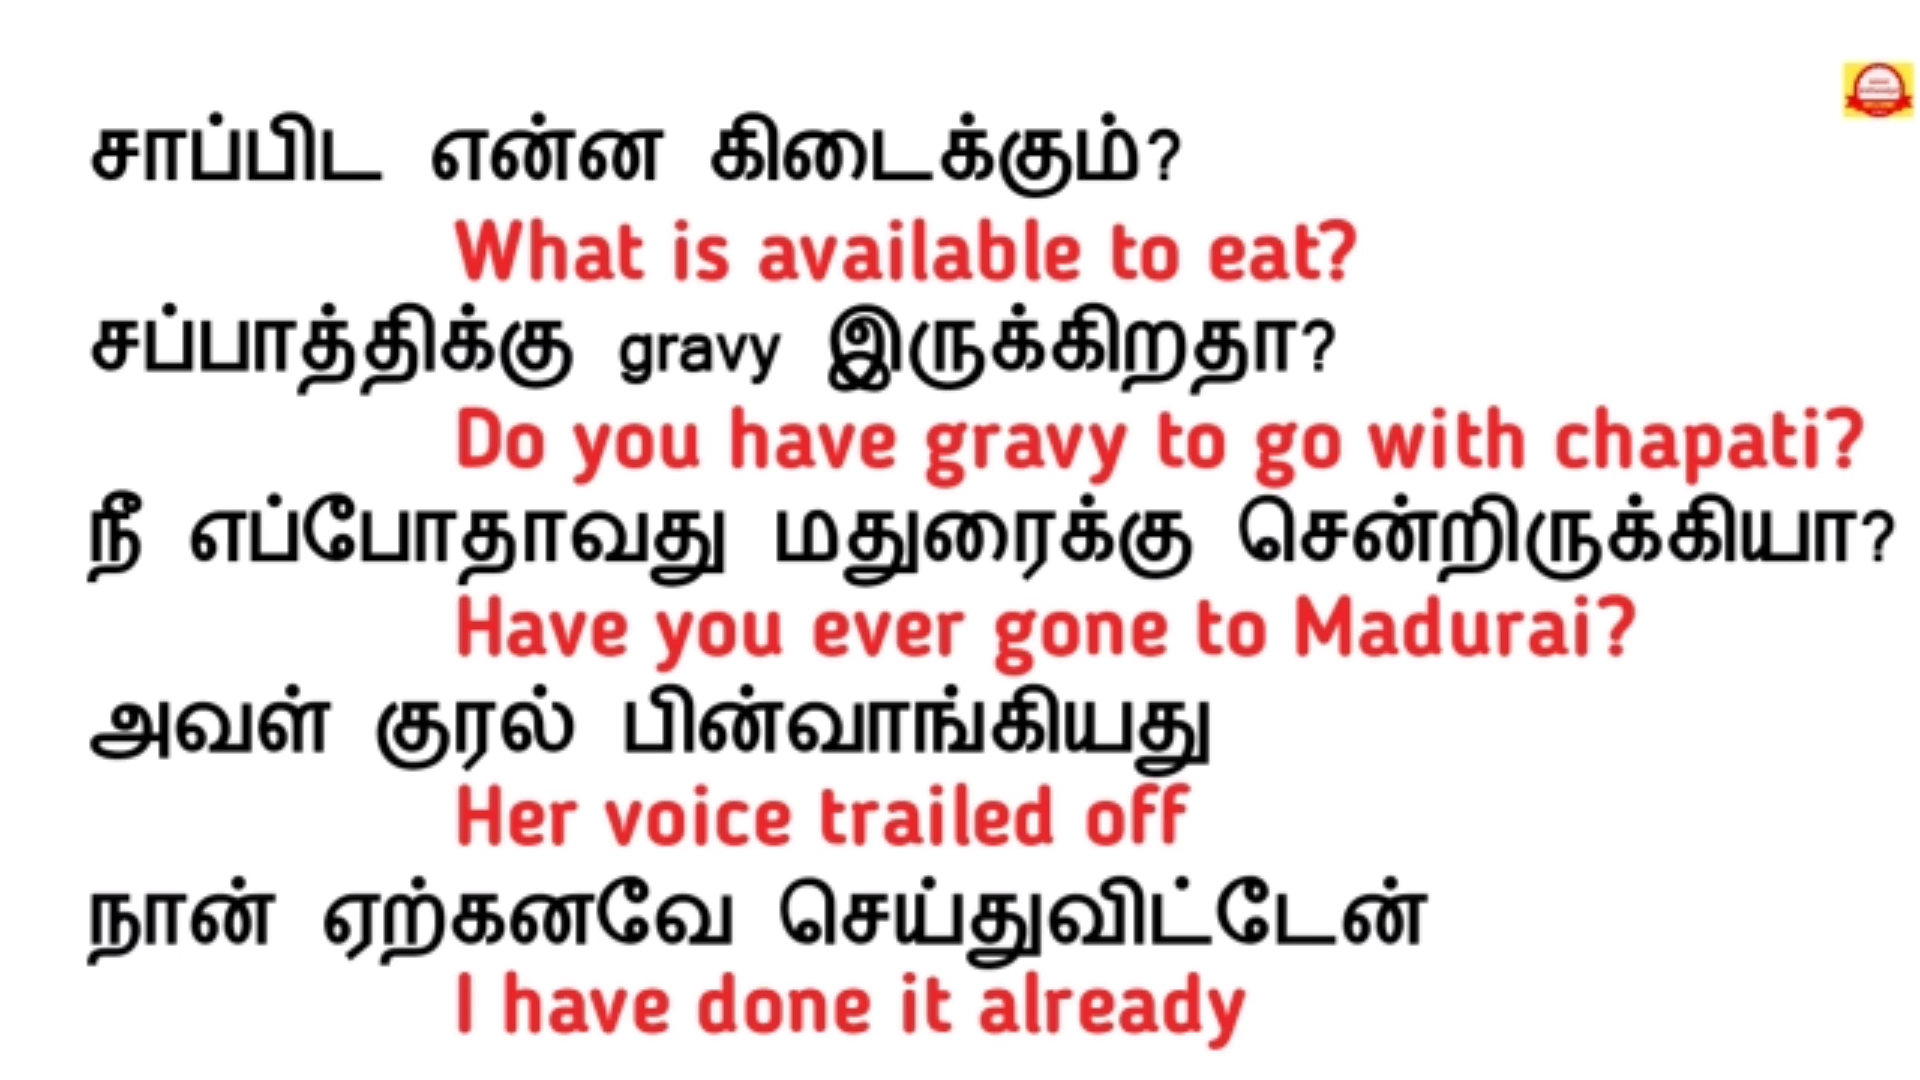 சாப்பிட என்ன கிடைக்கும்?
What is available to eat?
சப்பாத்திக்கு gravy இருக்கிறதா?
Do you have gravy to go with chapati?
நீ எப்போதாவது மதுரைக்கு சென்றிருக்கியா?
Have you ever gone to Madurai?
அவள் குரல் பின்வாங்கியது
Her voice trailed off
நான் ஏற்கனவே செய்துவிட்டேன்
I have done it already